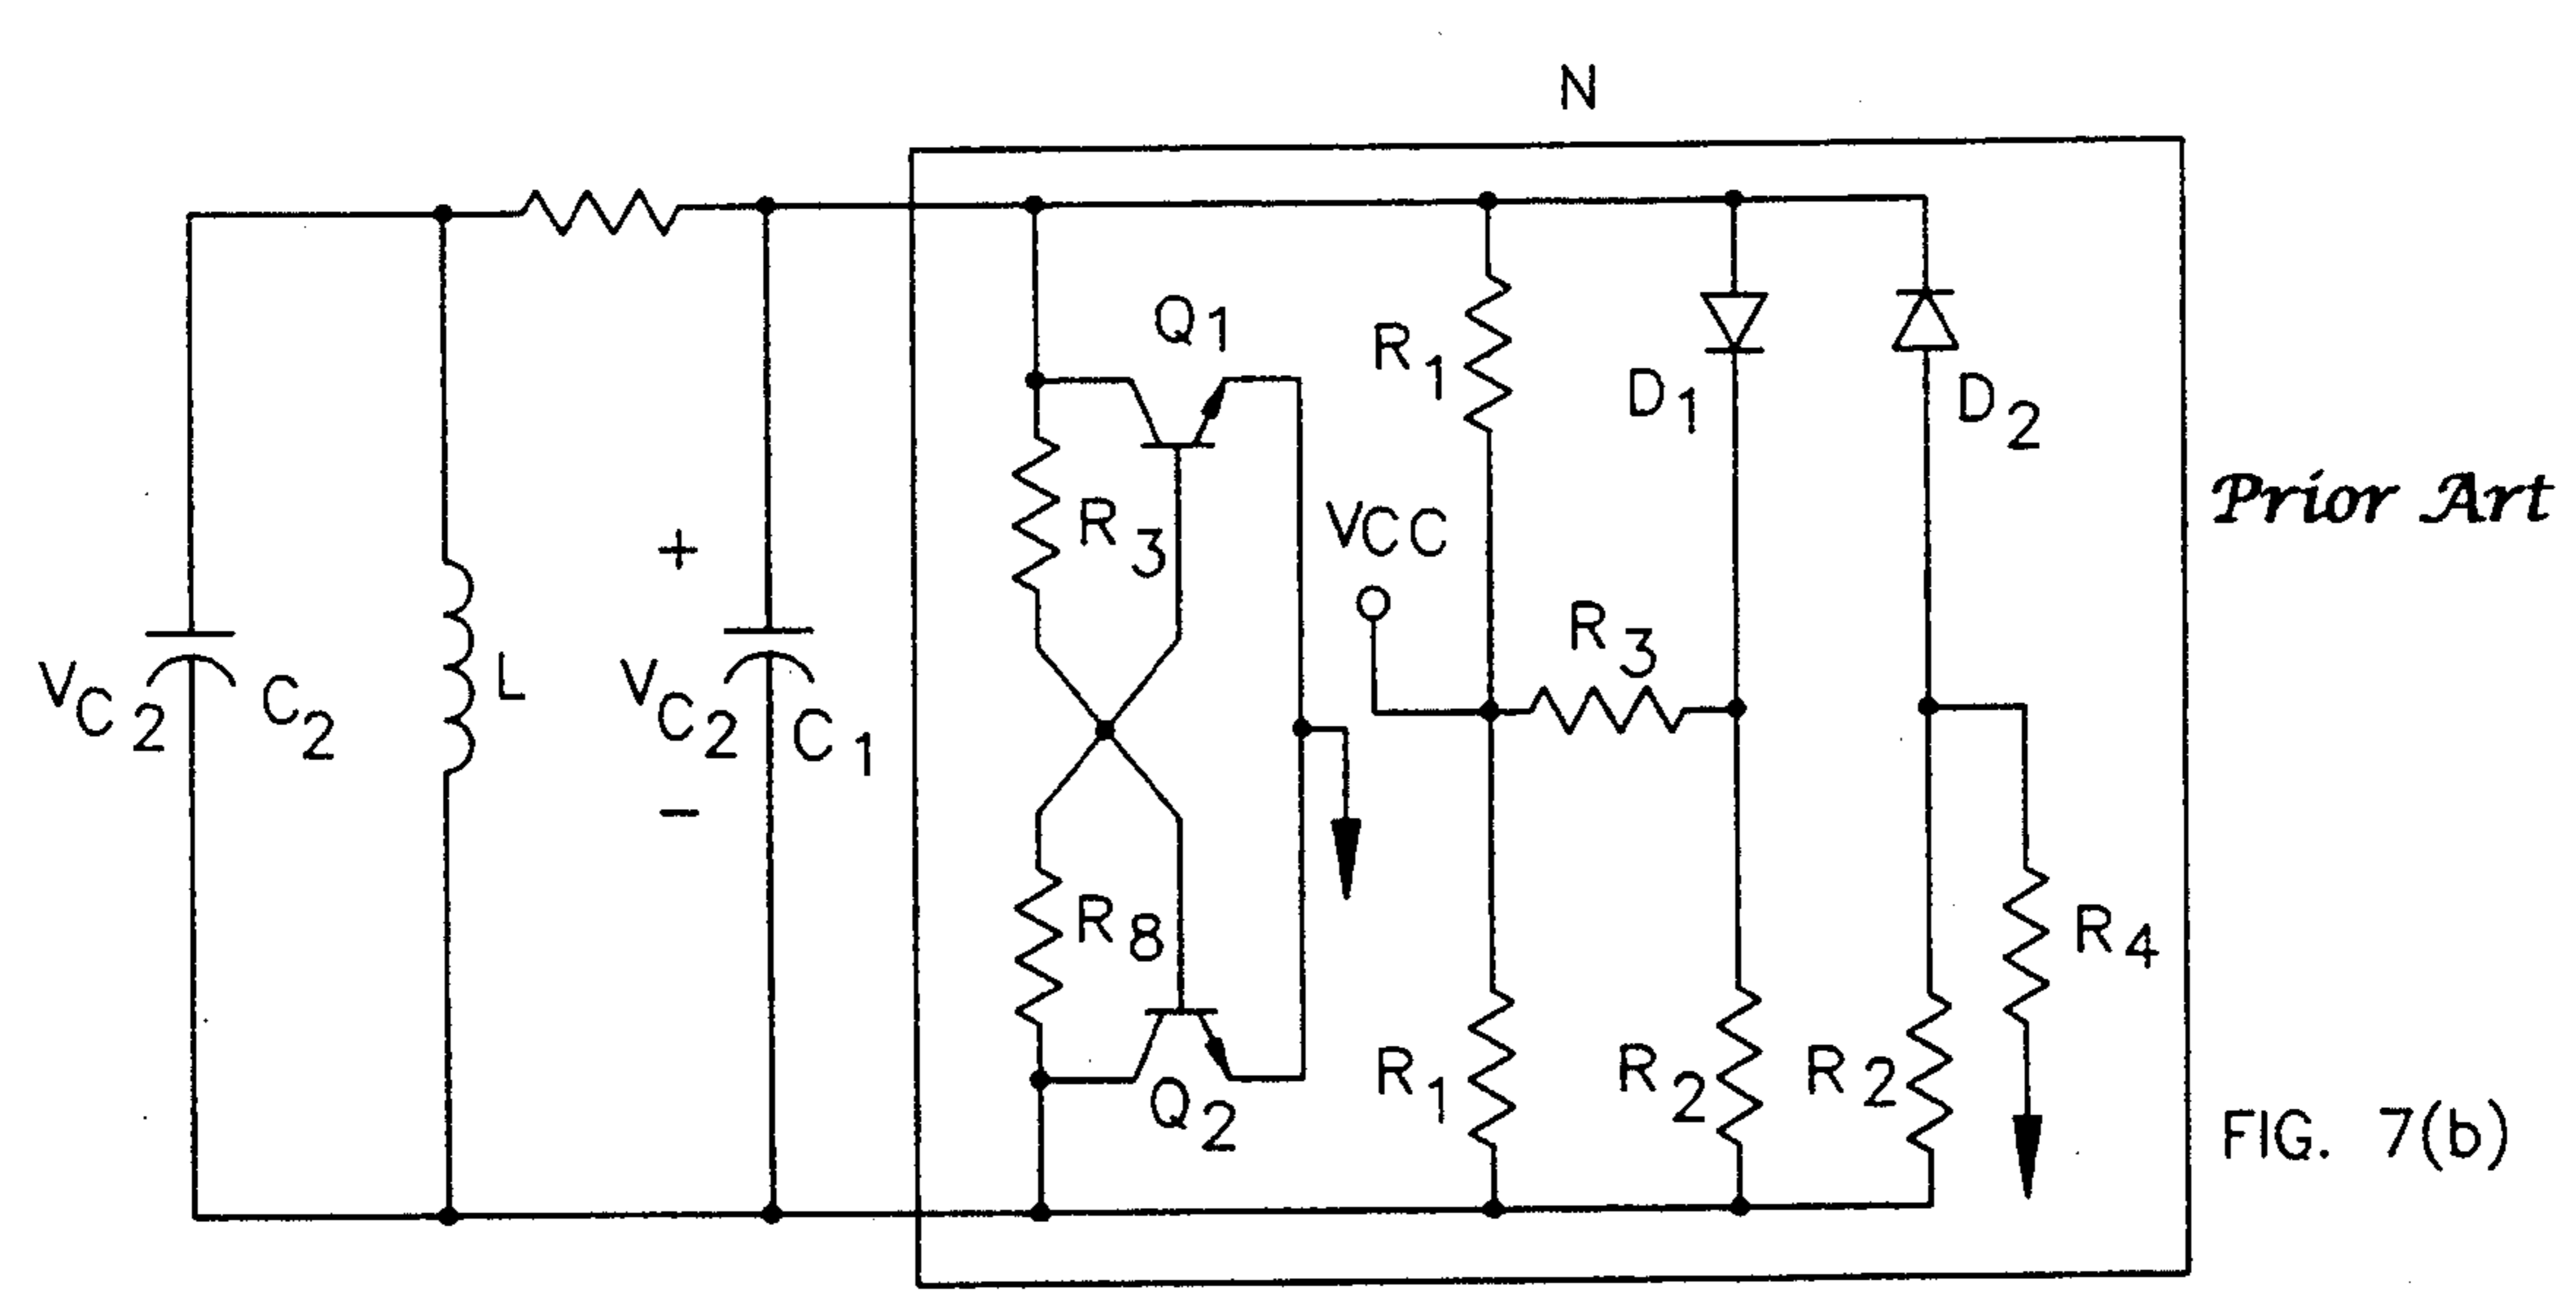 N
Q1
R1
D1
D2
R3
VCC
Prior Art
+
R3
VC2
C2
L
VC2
C1
−
R8
R4
Q2
R1
R2
R2
FIG. 7(b)